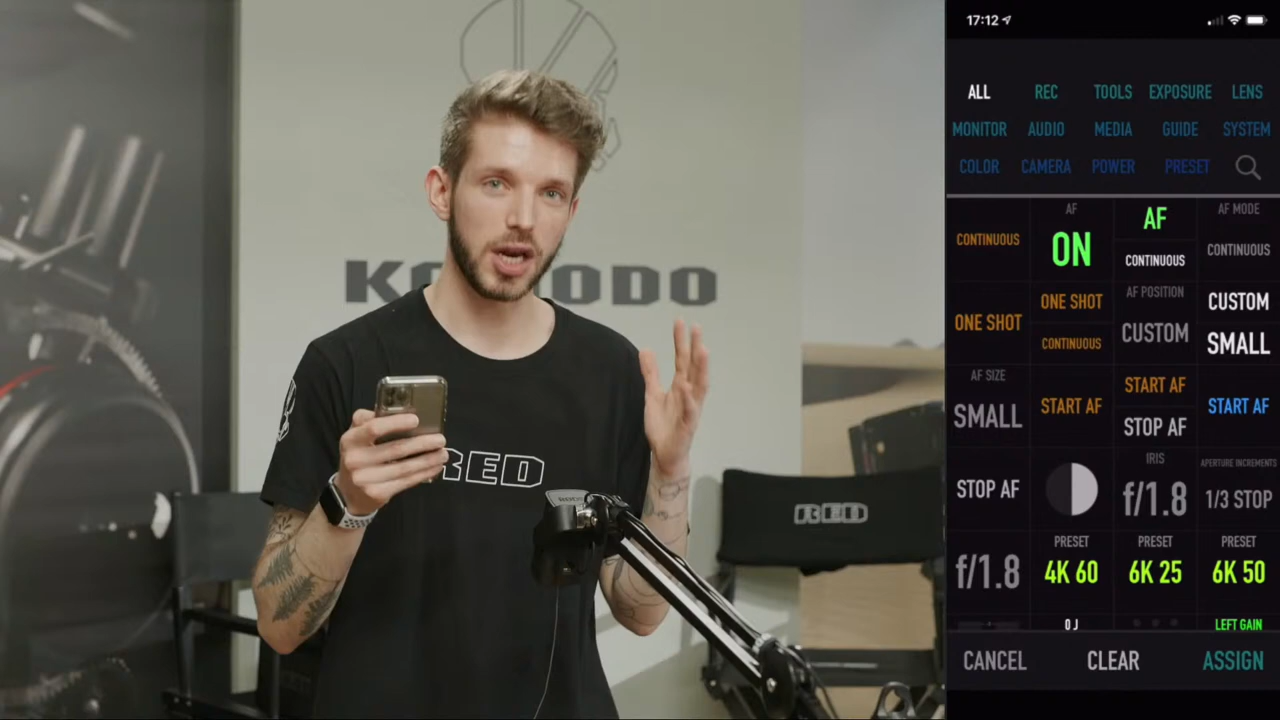 KOMODO
RED
RODE
RED
17:12
ALL REC TOOLS EXPOSURE LENS
MONITOR AUDIO MEDIA GUIDE SYSTEM
COLOR CAMERA POWER PRESET
CONTINUOUS
AF
ON
AF
CONTINUOUS
AF MODE
CONTINUOUS
ONE SHOT
ONE SHOT
CONTINUOUS
AF POSITION
CUSTOM
CUSTOM
SMALL
AF SIZE
SMALL
START AF
START AF
STOP AF
START AF
STOP AF
IRIS
f/1.8
APERTURE INCREMENTS
1/3 STOP
f/1.8
PRESET
4K 60
PRESET
6K 25
PRESET
6K 50
LEFT GAIN
CANCEL CLEAR ASSIGN